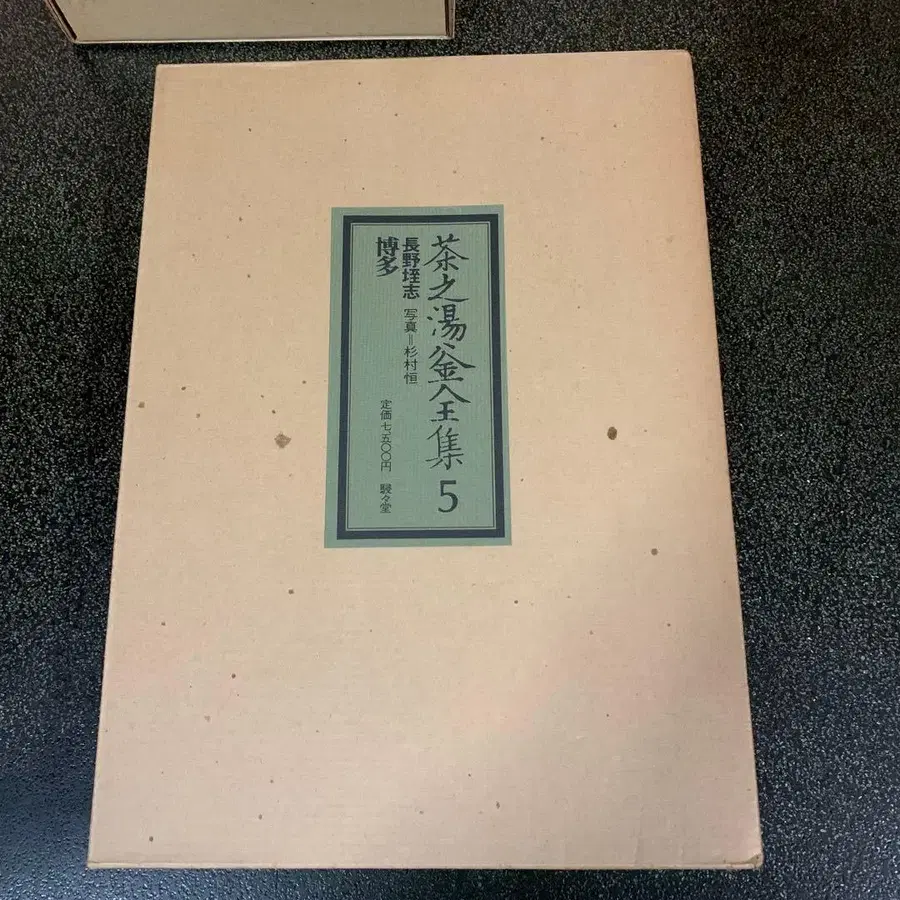 茶之湯釜全集 5
長野垤志 写真=杉村恒
博多
定価七、五〇〇円 駸々堂